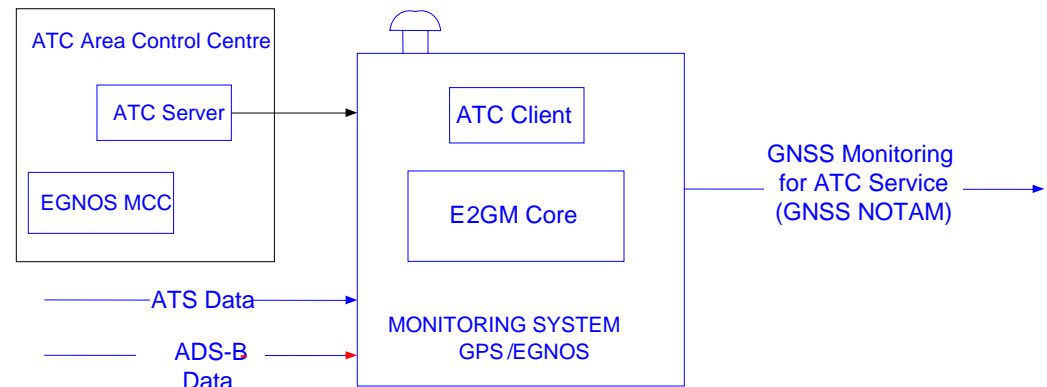 ATC Area Control Centre
ATC Server
EGNOS MCC
ATC Client
E2GM Core
MONITORING SYSTEM
GPS /EGNOS
ATS Data
ADS-B
Data
GNSS Monitoring
for ATC Service
(GNSS NOTAM)